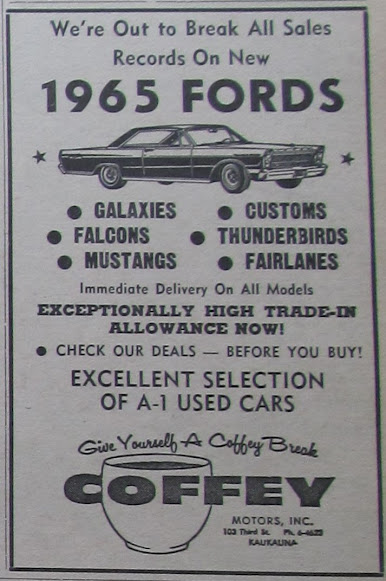 We're Out to Break All Sales
Records On New
1965 FORDS
• GALAXIES • CUSTOMS
• FALCONS • THUNDERBIRDS
• MUSTANGS • FAIRLANES
Immediate Delivery On All Models
EXCEPTIONALLY HIGH TRADE-IN
ALLOWANCE NOW!
• CHECK OUR DEALS — BEFORE YOU BUY!
EXCELLENT SELECTION
OF A-1 USED CARS
Give Yourself A Coffey Break
COFFEY
MOTORS, INC.
103 Third St. Ph. 6-4623
KAUKAUNA